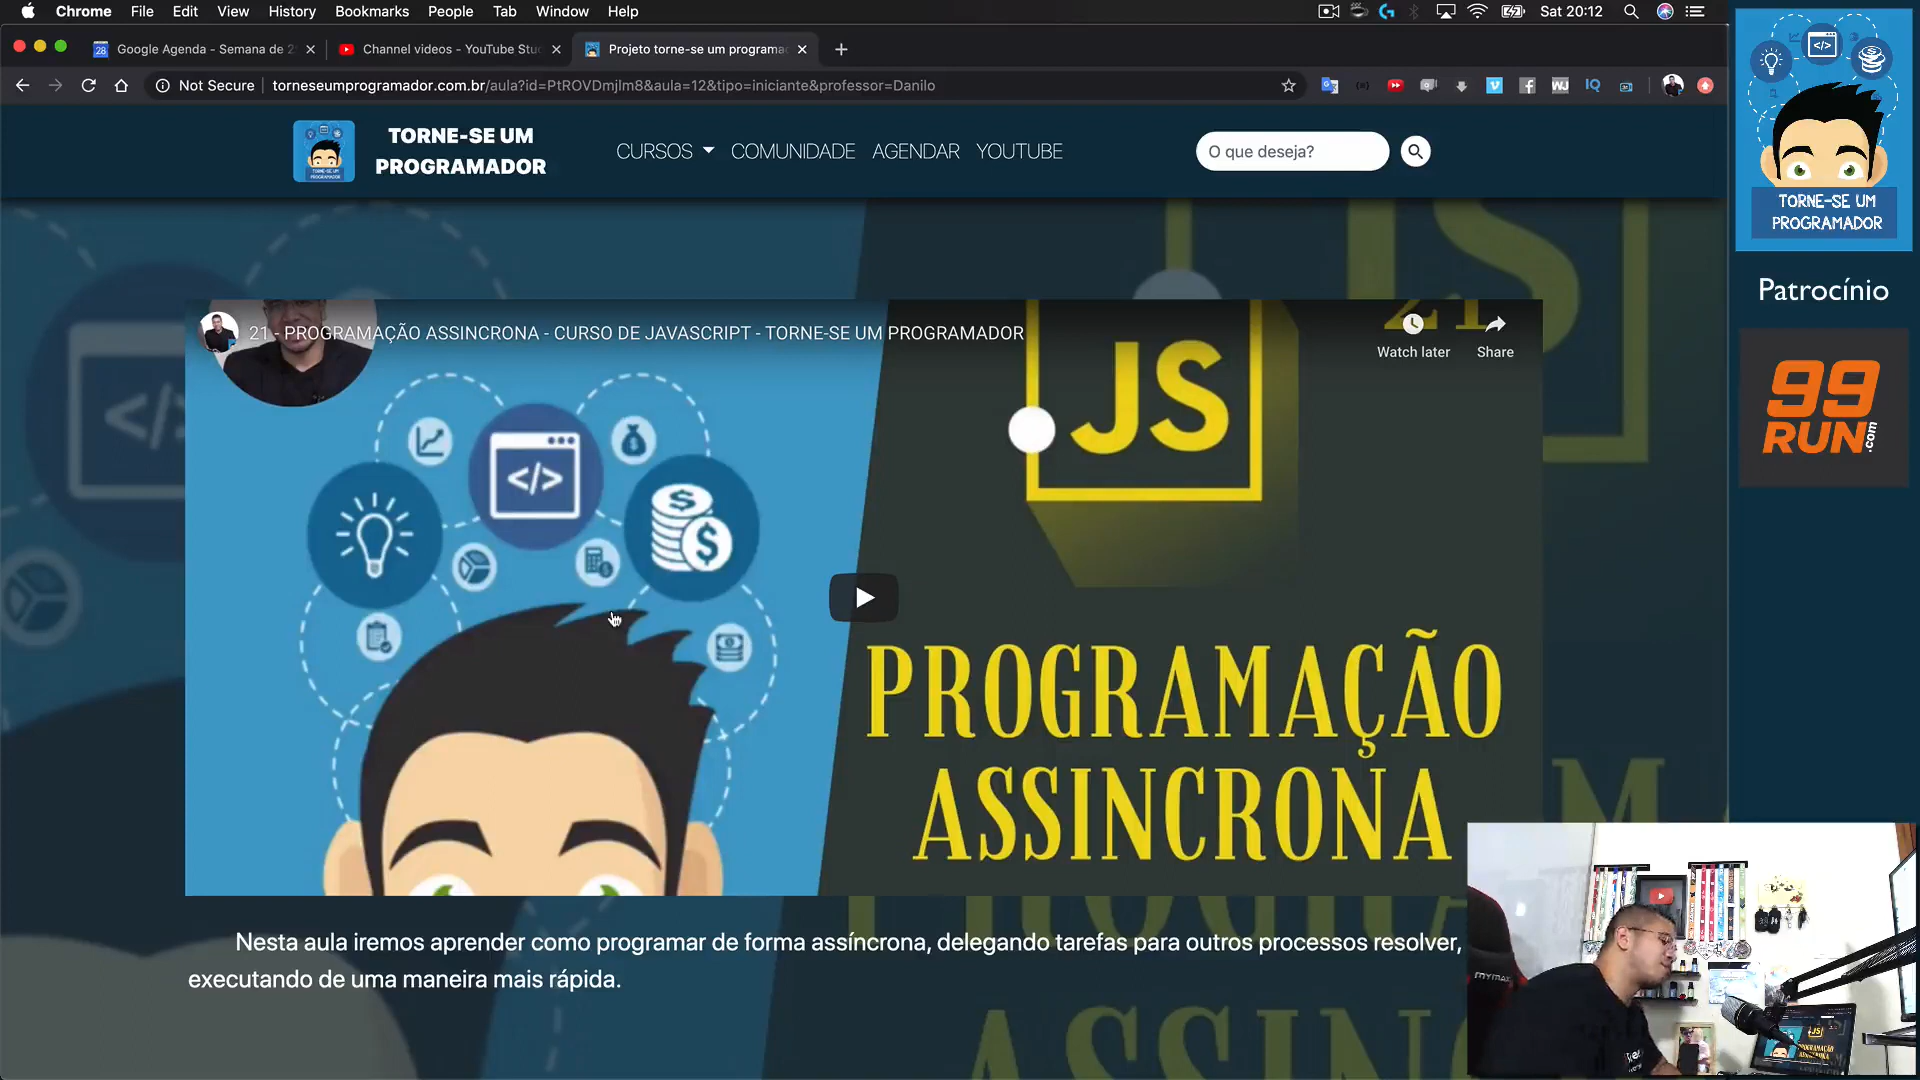 Chrome File Edit View History Bookmarks People Tab Window Help
Sat 20:12
Google Agenda - Semana de 2
Channel videos - YouTube Stu
Projeto torne-se um programa
Not Secure
torneseumprogramador.com.br/aula?id=PtROVDmjlm8&aula=12&tipo=iniciante&professor=Danilo
TORNE-SE UM
PROGRAMADOR
CURSOS COMUNIDADE AGENDAR YOUTUBE
O que deseja?
21 - PROGRAMAÇÃO ASSINCRONA - CURSO DE JAVASCRIPT - TORNE-SE UM PROGRAMADOR
Watch later
Share
JS
PROGRAMAÇÃO
ASSINCRONA
Nesta aula iremos aprender como programar de forma assíncrona, delegando tarefas para outros processos resolver,
executando de uma maneira mais rápida.
TORNE-SE UM
PROGRAMADOR
Patrocínio
99
RUN.com